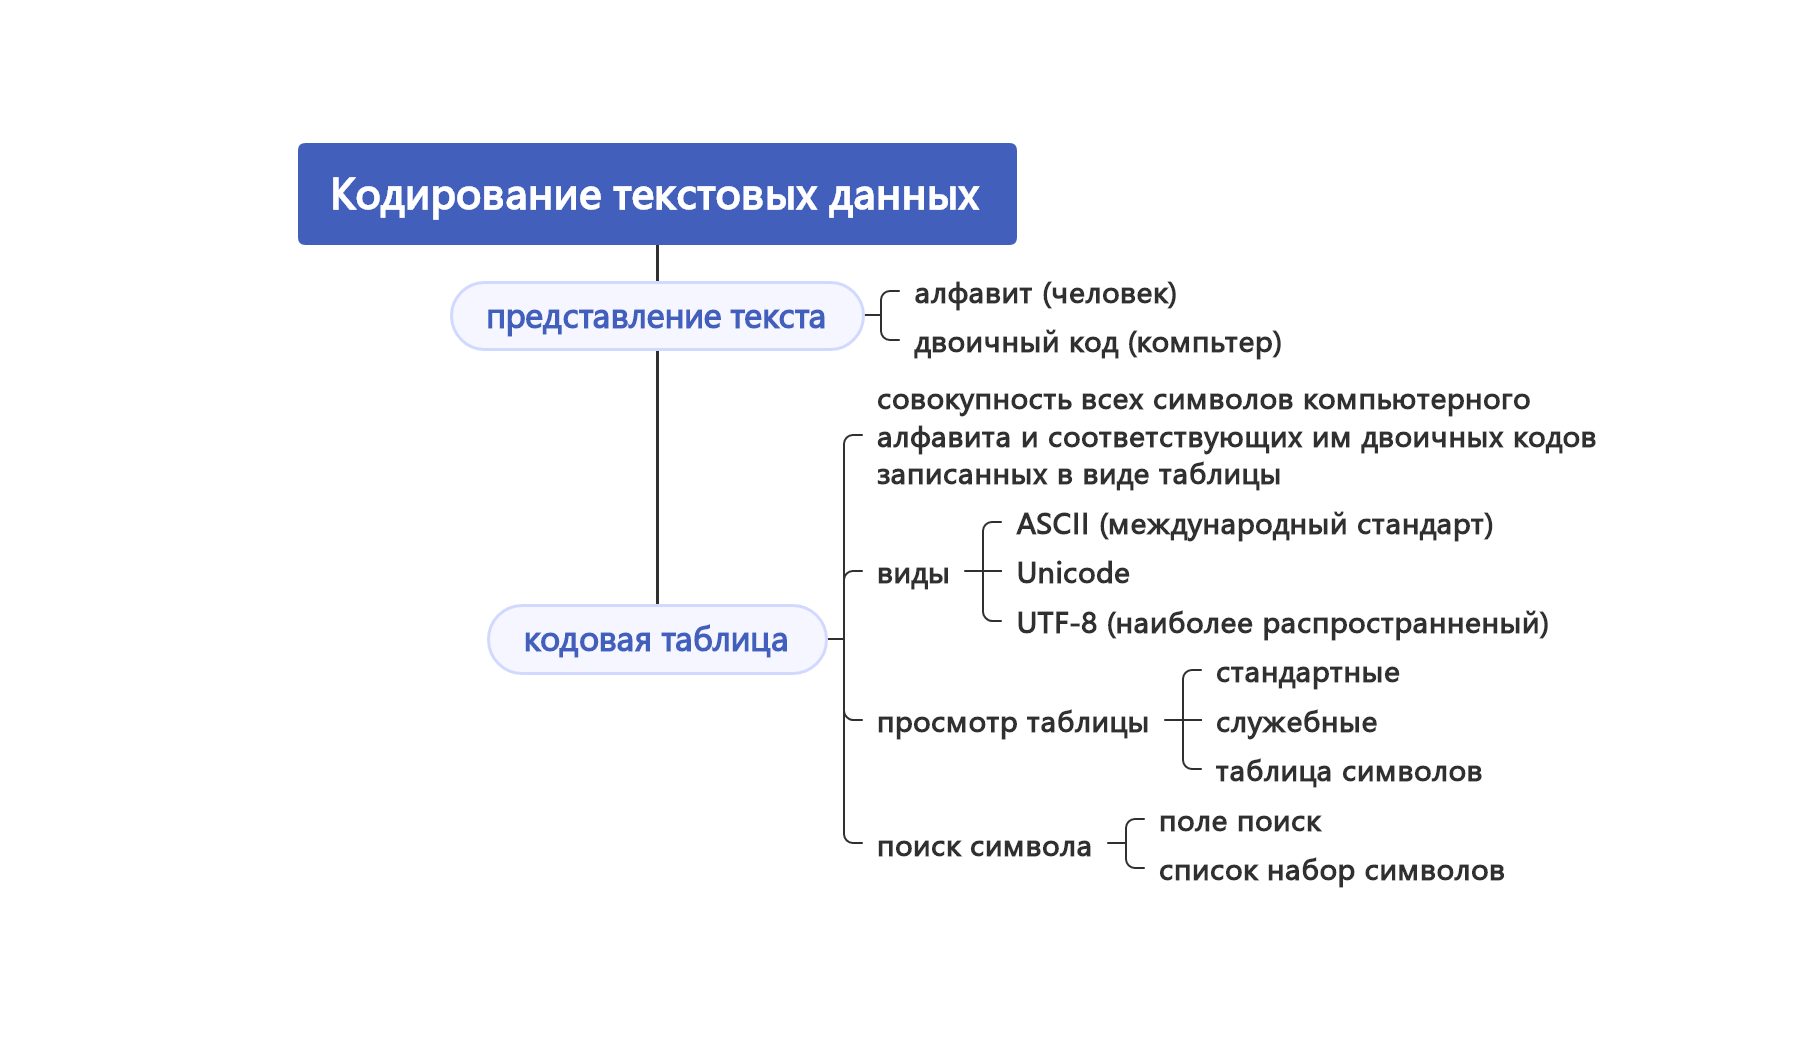 Кодирование текстовых данных
представление текста
алфавит (человек)
двоичный код (компьтер)
кодовая таблица
совокупность всех символов компьютерного
алфавита и соответствующих им двоичных кодов
записанных в виде таблицы
виды
ASCII (международный стандарт)
Unicode
UTF-8 (наиболее распространненый)
просмотр таблицы
стандартные
служебные
таблица символов
поиск символа
поле поиск
список набор символов